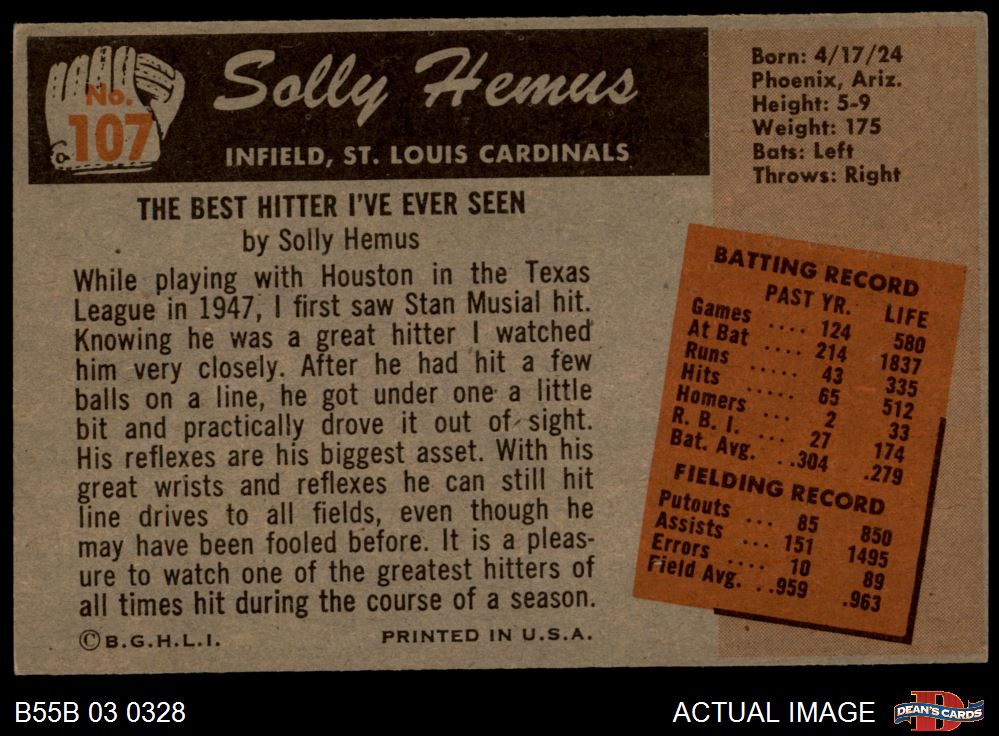 No.
107
Solly Hemus
INFIELD, ST. LOUIS CARDINALS
Born: 4/17/24
Phoenix, Ariz.
Height: 5-9
Weight: 175
Bats: Left
Throws: Right
THE BEST HITTER I'VE EVER SEEN
by Solly Hemus
While playing with Houston in the Texas
League in 1947, I first saw Stan Musial hit.
Knowing he was a great hitter I watched
him very closely. After he had hit a few
balls on a line, he got under one a little
bit and practically drove it out of sight.
His reflexes are his biggest asset. With his
great wrists and reflexes he can still hit
line drives to all fields, even though he
may have been fooled before. It is a pleas-
ure to watch one of the greatest hitters of
all times hit during the course of a season.
©B.G.H.L.I. PRINTED IN U.S.A.
BATTING RECORD
PAST YR. LIFE
Games .... 124 580
At Bat .... 214 1837
Runs ..... 43 335
Hits ..... 65 512
Homers ... 2 33
R. B. I. ... 27 174
Bat. Avg. ..304 .279
FIELDING RECORD
Putouts ... 85 850
Assists ... 151 1495
Errors .... 10 89
Field Avg. ..959 .963
B55B 03 0328
ACTUAL IMAGE
DEAN'S CARDS